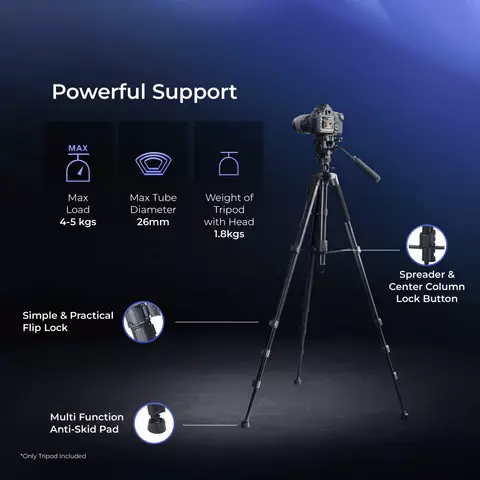 Powerful Support
MAX
Max
Load
4-5 kgs
Max Tube
Diameter
26mm
Weight of
Tripod
with Head
1.8kgs
Spreader &
Center Column
Lock Button
Simple & Practical
Flip Lock
Multi Function
Anti-Skid Pad
*Only Tripod Included